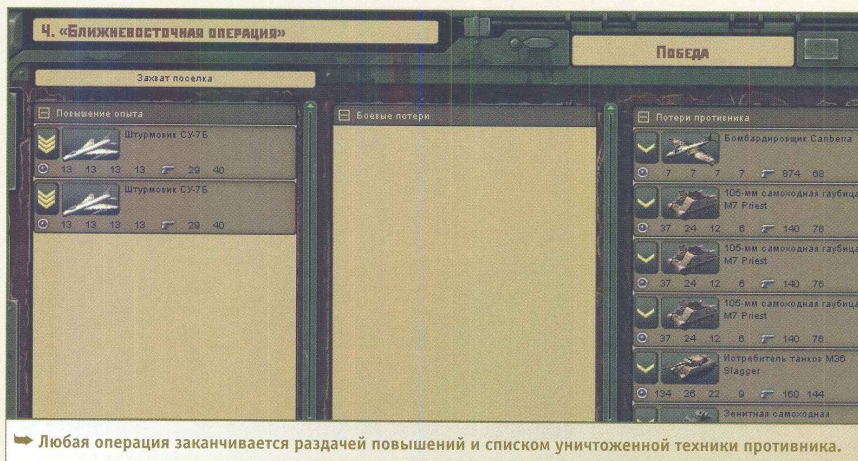 4. «Ближневосточная операция»
Победа
Захват поселка
Повышение опыта
Штурмовик СУ-7Б
13 13 13 13 29 40
Штурмовик СУ-7Б
13 13 13 13 29 40
Боевые потери
Потери противника
Бомбардировщик Canberra
7 7 7 7 874 68
105-мм самоходная гаубица
M7 Priest
37 24 12 6 140 76
105-мм самоходная гаубица
M7 Priest
37 24 12 6 140 76
105-мм самоходная гаубица
M7 Priest
37 24 12 6 140 76
Истребитель танков M36
Slagger
134 26 22 9 160 144
Зенитная самоходная
Любая операция заканчивается раздачей повышений и списком уничтоженной техники противника.